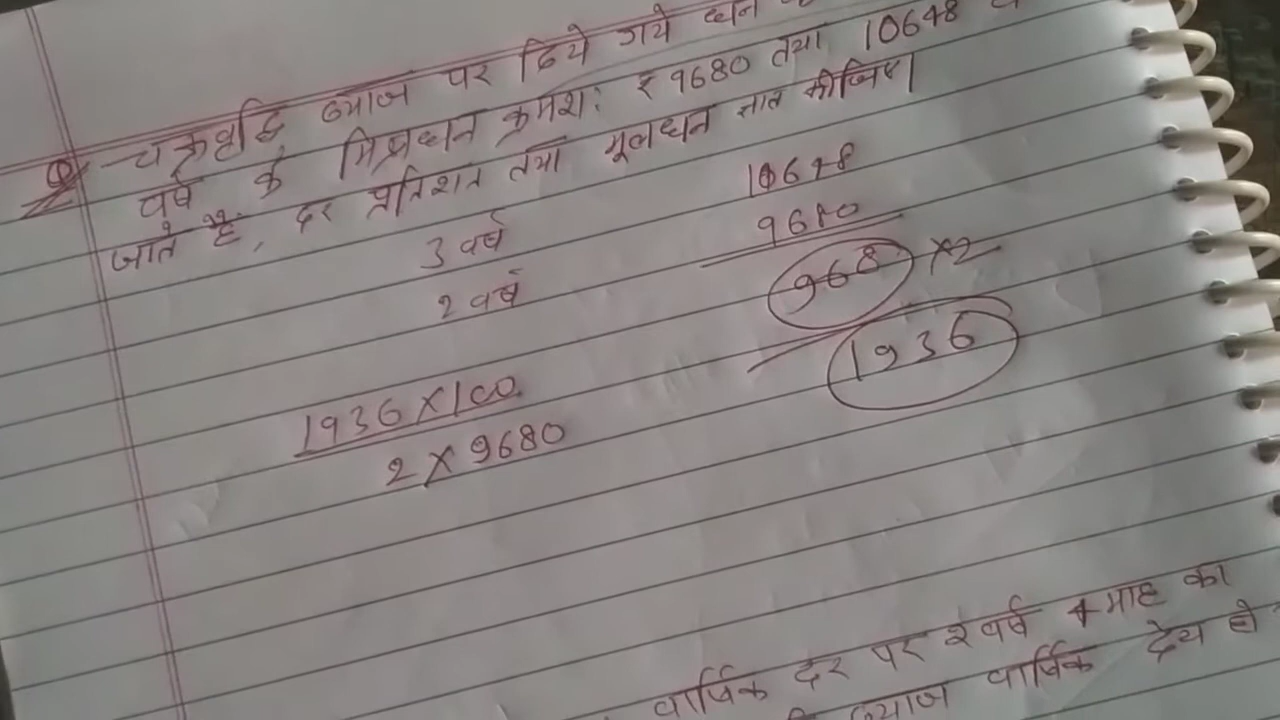 Q चक्रवृद्धि ब्याज पर दिये गये धन
वर्ष के मिश्रधन क्रमश: ₹ 9680 तथा 10648
जाते है, दर प्रतिशत तथा मूलधन ज्ञात कीजिए।
3 वर्ष
2 वर्ष
10648
9680
968 ×2
1936
1936 × 100
2 × 9680
वार्षिक दर पर 2 वर्ष 4 माह का
ब्याज वार्षिक देय हो